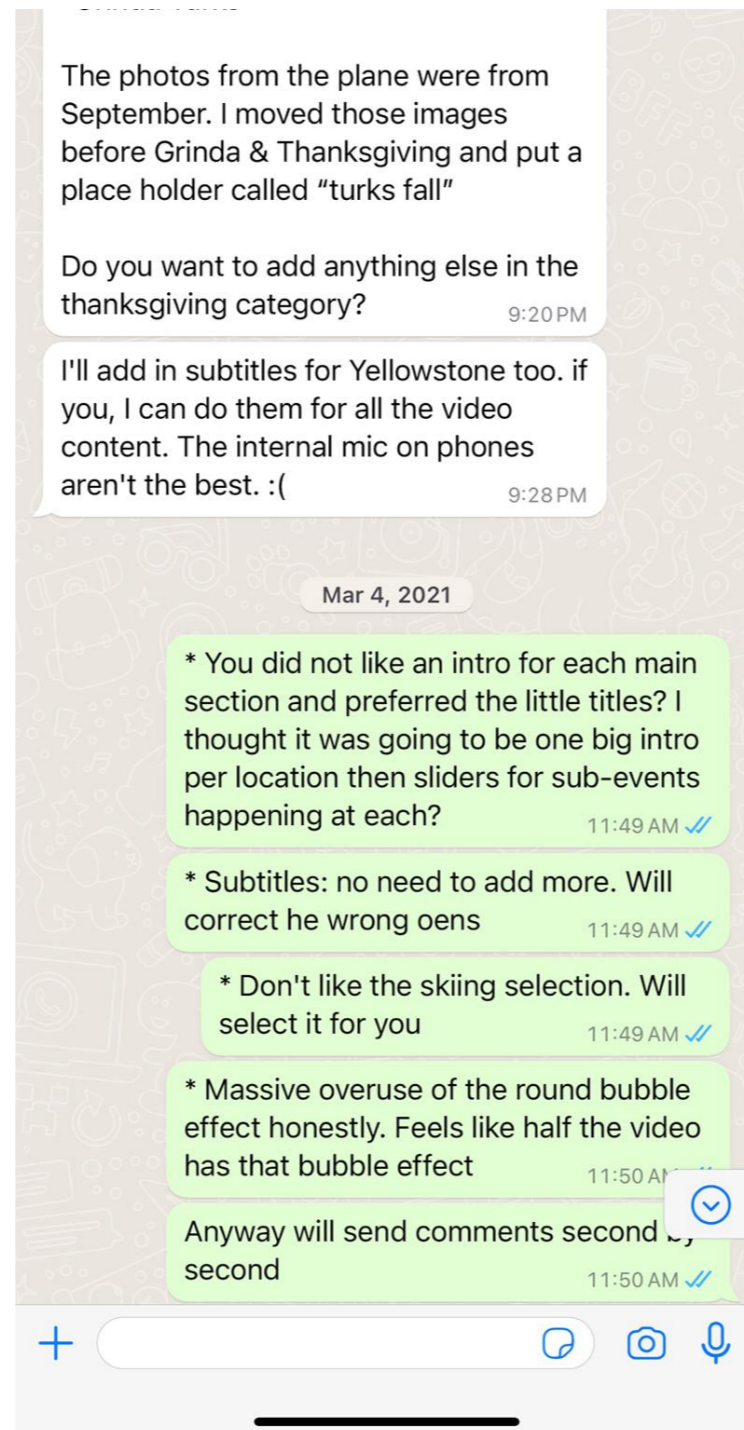 The photos from the plane were from
September. I moved those images
before Grinda & Thanksgiving and put a
place holder called “turks fall”
Do you want to add anything else in the
thanksgiving category?
9:20 PM
I'll add in subtitles for Yellowstone too. if
you, I can do them for all the video
content. The internal mic on phones
aren't the best. :(
9:28 PM
Mar 4, 2021
* You did not like an intro for each main
section and preferred the little titles? I
thought it was going to be one big intro
per location then sliders for sub-events
happening at each?
11:49 AM
* Subtitles: no need to add more. Will
correct he wrong oens
11:49 AM
* Don't like the skiing selection. Will
select it for you
11:49 AM
* Massive overuse of the round bubble
effect honestly. Feels like half the video
has that bubble effect
11:50
Anyway will send comments second
second
11:50 AM